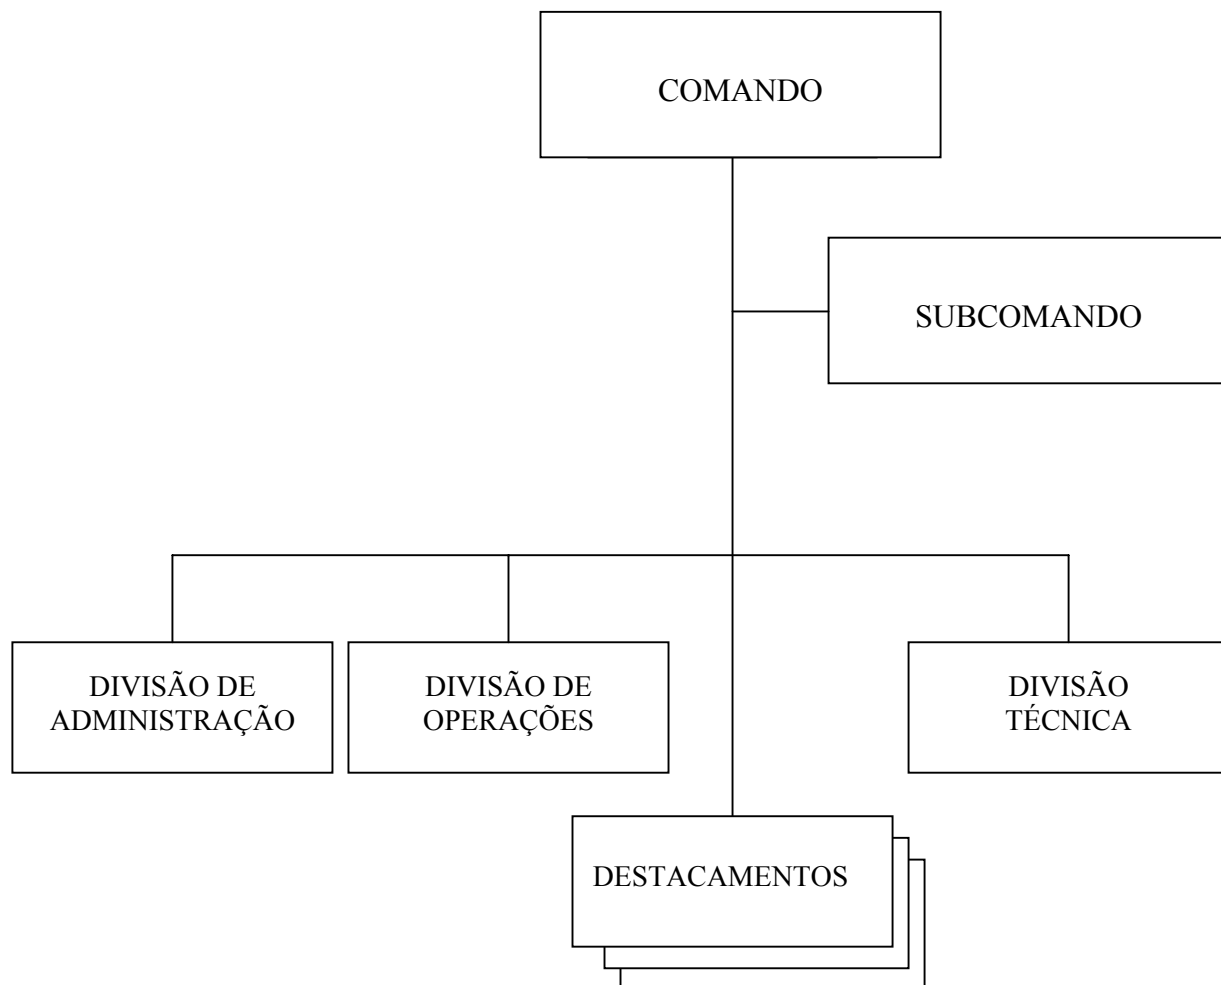 COMANDO
SUBCOMANDO
DIVISÃO DE
ADMINISTRAÇÃO
DIVISÃO DE
OPERAÇÕES
DIVISÃO
TÉCNICA
DESTACAMENTOS